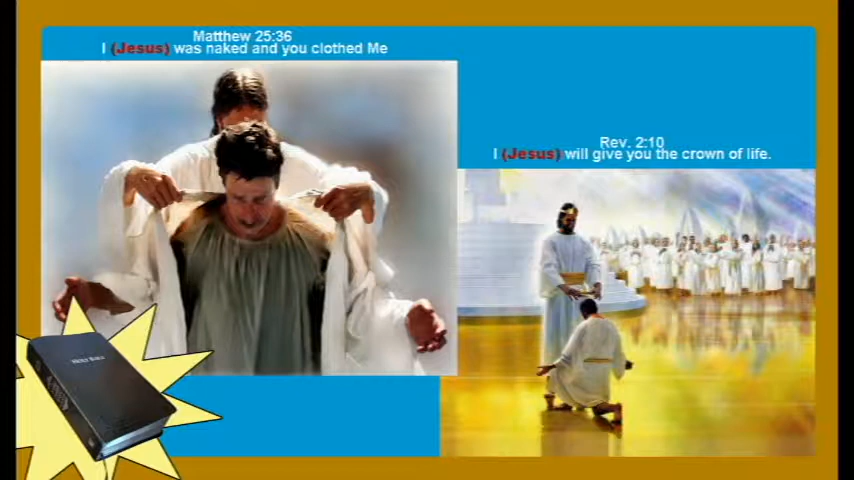 Matthew 25:36
I (Jesus) was naked and you clothed Me
Rev. 2:10
I (Jesus) will give you the crown of life.
HOLY BIBLE